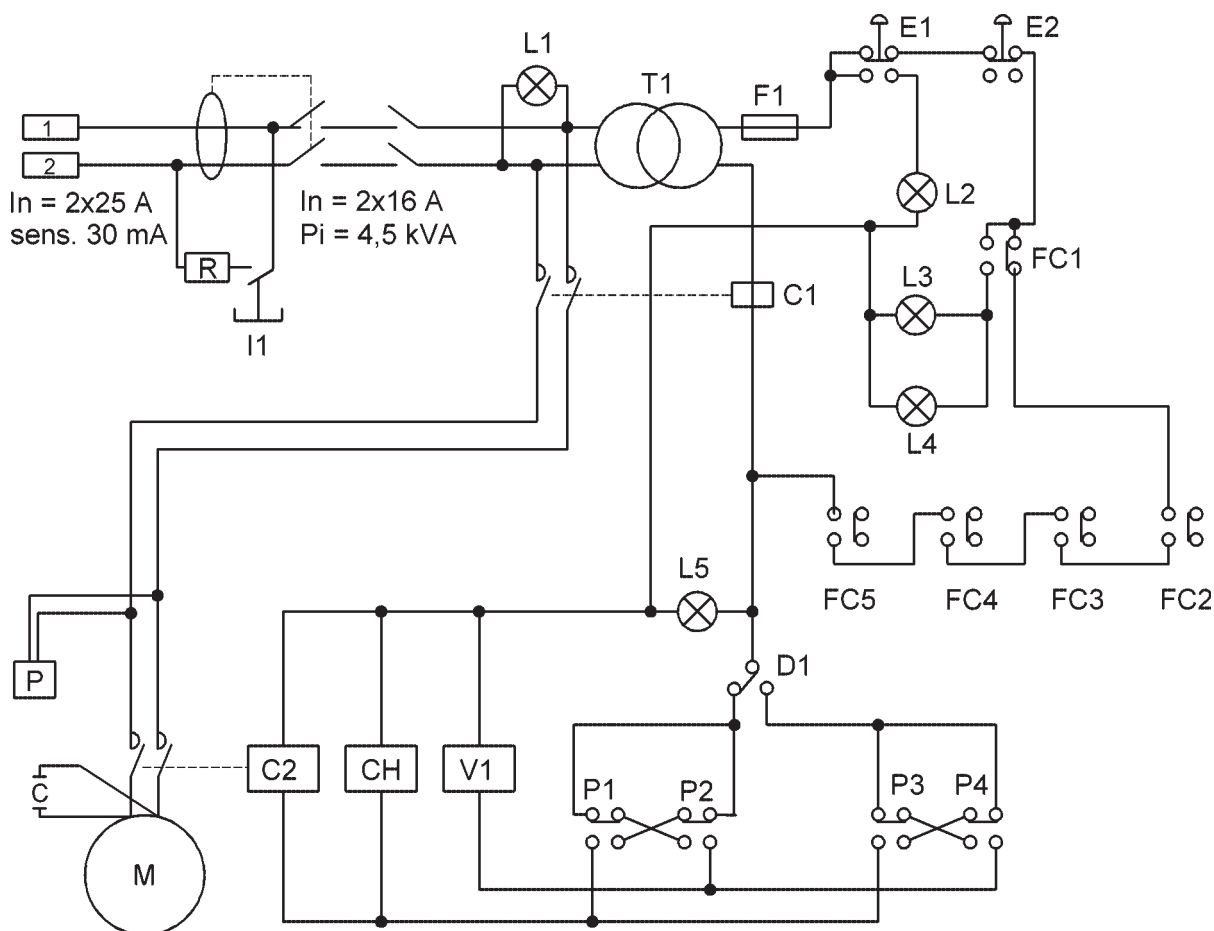 E1
E2
L1
T1
F1
1
2
In = 2x25 A
sens. 30 mA
In = 2x16 A
Pi = 4,5 kVA
L2
R
FC1
L3
C1
I1
L4
L5
FC5
FC4
FC3
FC2
P
D1
C2
CH
V1
P1
P2
P3
P4
C
M